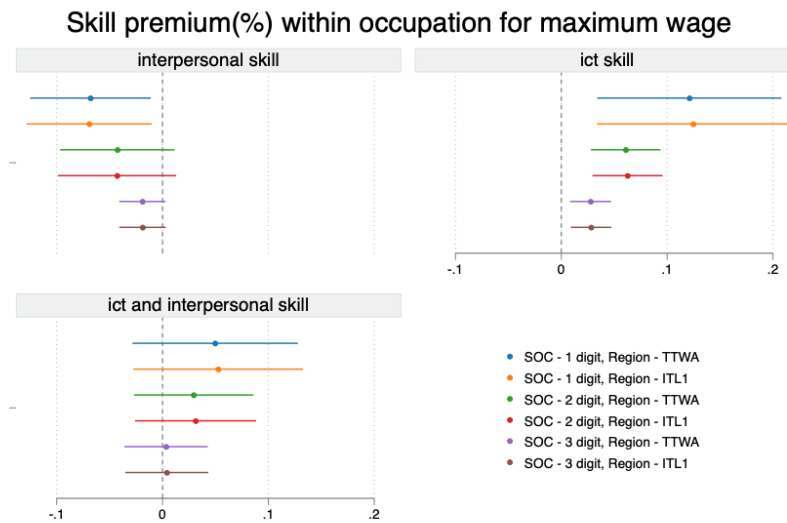 Skill premium(%) within occupation for maximum wage
interpersonal skill
ict skill
-.1 0 .1 .2
ict and interpersonal skill
SOC - 1 digit, Region - TTWA
SOC - 1 digit, Region - ITL1
SOC - 2 digit, Region - TTWA
SOC - 2 digit, Region - ITL1
SOC - 3 digit, Region - TTWA
SOC - 3 digit, Region - ITL1
-.1 0 .1 .2